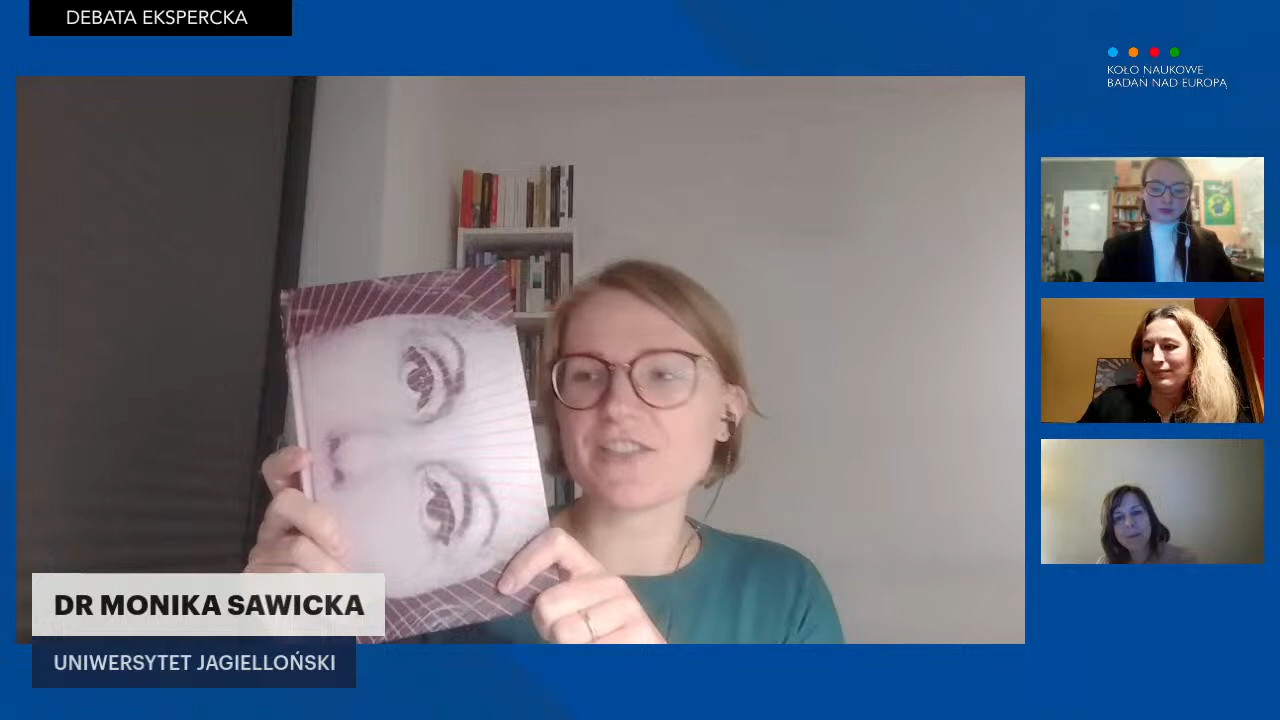 DEBATA EKSPERCKA
KOŁO NAUKOWE
BADAŃ NAD EUROPĄ
DR MONIKA SAWICKA
UNIWERSYTET JAGIELLOŃSKI